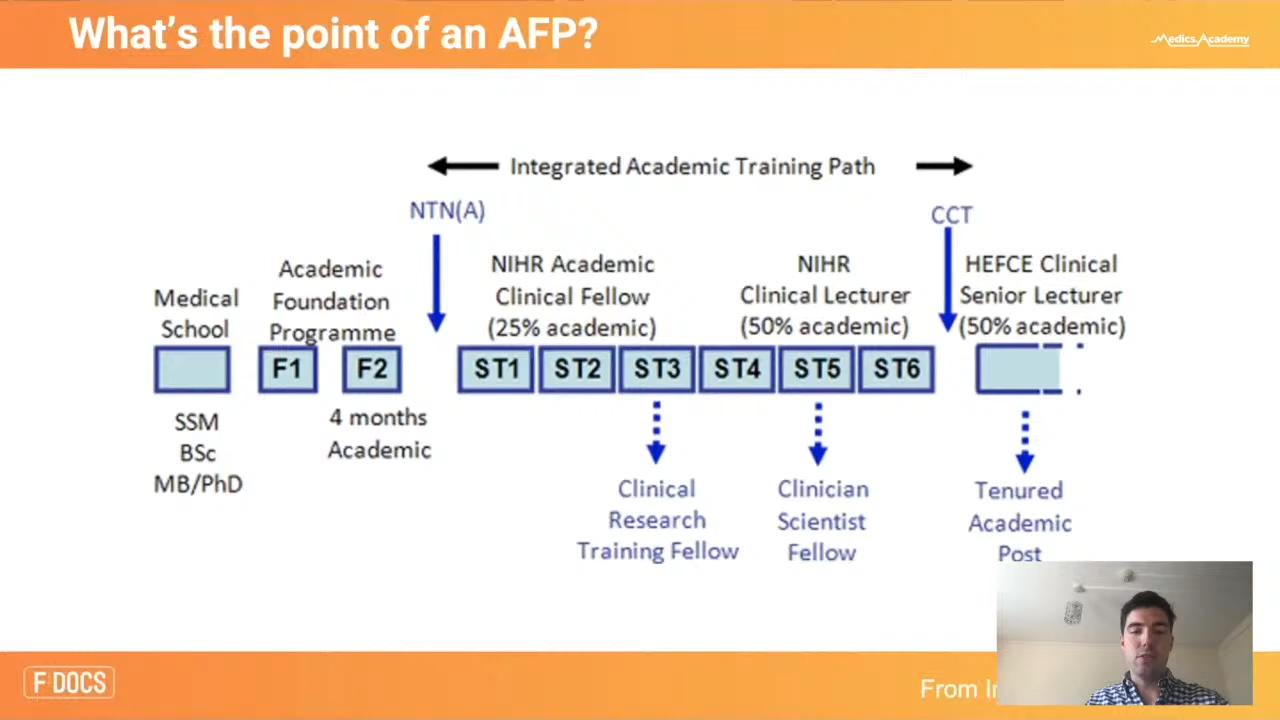 What's the point of an AFP?
Medics.Academy
Integrated Academic Training Path
NTN(A)
CCT
Medical
School
Academic
Foundation
Programme
NIHR Academic
Clinical Fellow
(25% academic)
NIHR
Clinical Lecturer
(50% academic)
HEFCE Clinical
Senior Lecturer
(50% academic)
F1
F2
ST1
ST2
ST3
ST4
ST5
ST6
SSM
BSc
MB/PhD
4 months
Academic
Clinical
Research
Training Fellow
Clinician
Scientist
Fellow
Tenured
Academic
Post
F·DOCS
From